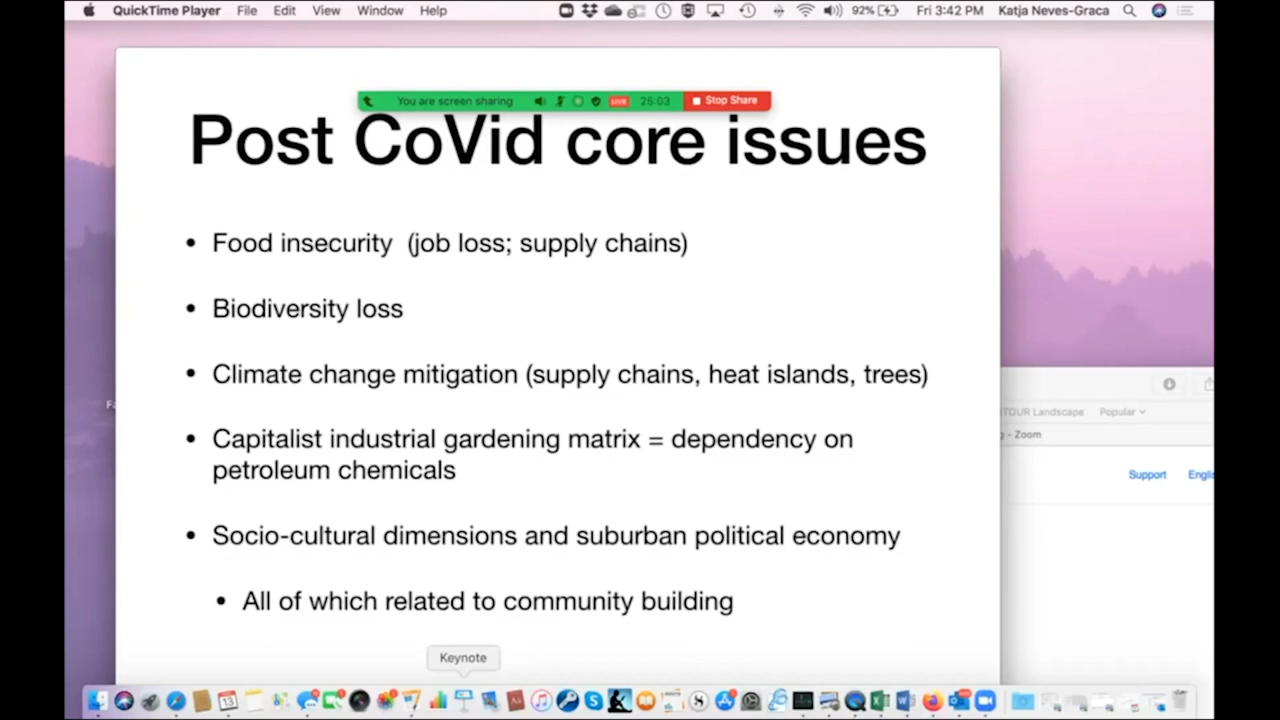 QuickTime Player File Edit View Window Help 92% Fri 3:42 PM Katja Neves-Graca
You are screen sharing LIVE 25:03 Stop Share
Post CoVid core issues
• Food insecurity (job loss; supply chains)
• Biodiversity loss
• Climate change mitigation (supply chains, heat islands, trees)
• Capitalist industrial gardening matrix = dependency on
petroleum chemicals
• Socio-cultural dimensions and suburban political economy
• All of which related to community building
TOUR Landscape Popular
g - Zoom
Support Englis
Keynote
13